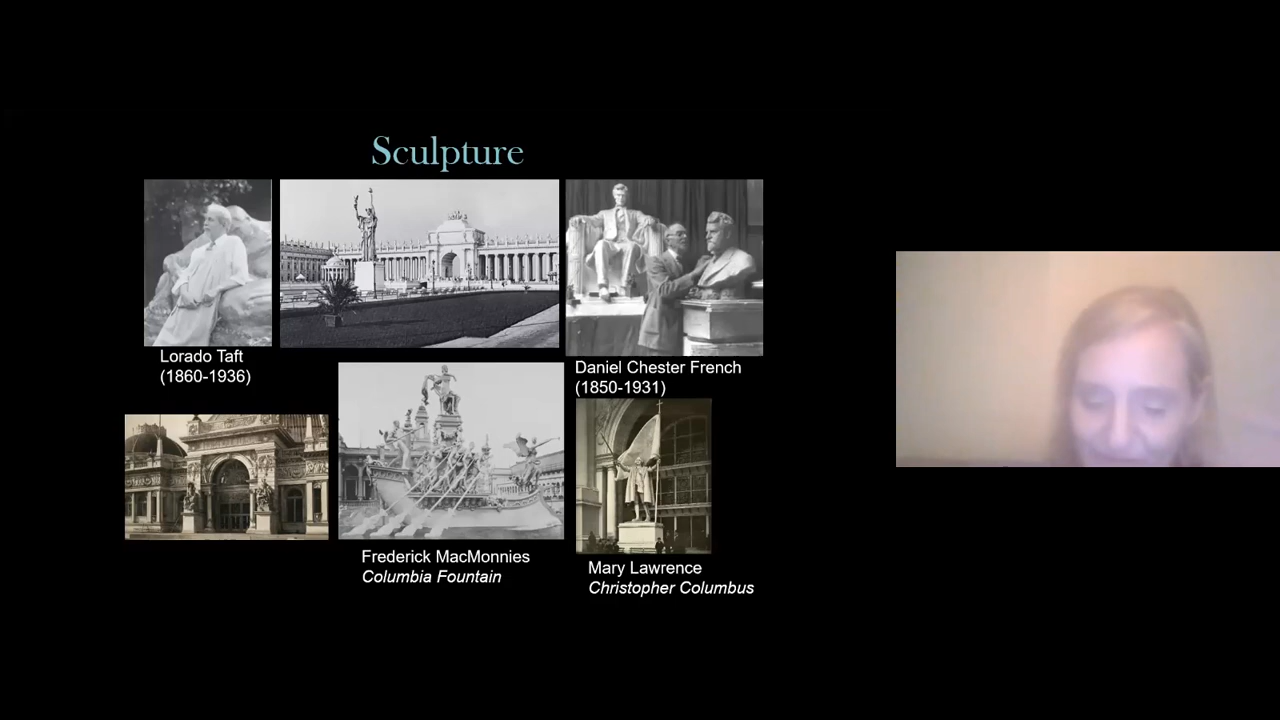 Sculpture
Lorado Taft
(1860-1936)
Daniel Chester French
(1850-1931)
Frederick MacMonnies
Columbia Fountain
Mary Lawrence
Christopher Columbus